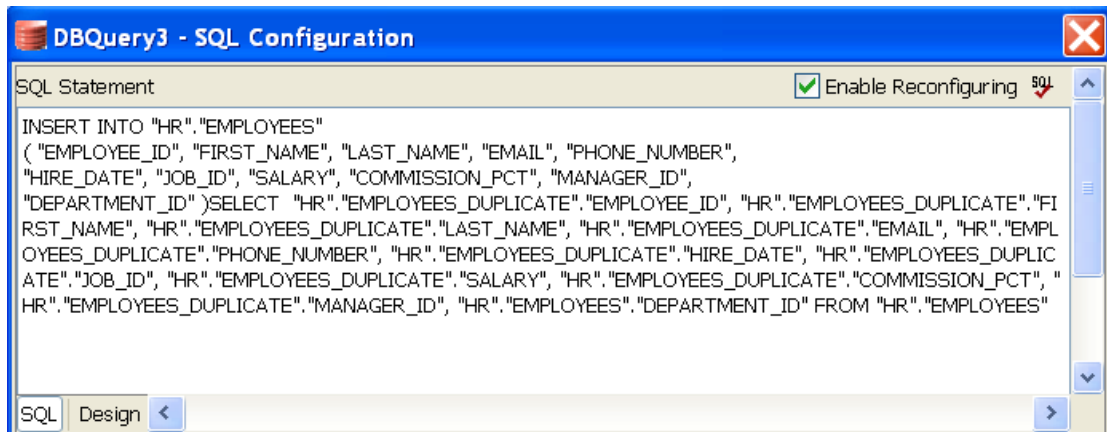 DBQuery3 - SQL Configuration
SQL Statement
Enable Reconfiguring
SQL
INSERT INTO "HR"."EMPLOYEES"
( "EMPLOYEE_ID", "FIRST_NAME", "LAST_NAME", "EMAIL", "PHONE_NUMBER",
"HIRE_DATE", "JOB_ID", "SALARY", "COMMISSION_PCT", "MANAGER_ID",
"DEPARTMENT_ID" )SELECT  "HR"."EMPLOYEES_DUPLICATE"."EMPLOYEE_ID", "HR"."EMPLOYEES_DUPLICATE"."FI
RST_NAME", "HR"."EMPLOYEES_DUPLICATE"."LAST_NAME", "HR"."EMPLOYEES_DUPLICATE"."EMAIL", "HR"."EMPL
OYEES_DUPLICATE"."PHONE_NUMBER", "HR"."EMPLOYEES_DUPLICATE"."HIRE_DATE", "HR"."EMPLOYEES_DUPLIC
ATE"."JOB_ID", "HR"."EMPLOYEES_DUPLICATE"."SALARY", "HR"."EMPLOYEES_DUPLICATE"."COMMISSION_PCT", "
HR"."EMPLOYEES_DUPLICATE"."MANAGER_ID", "HR"."EMPLOYEES"."DEPARTMENT_ID" FROM "HR"."EMPLOYEES"
SQL
Design